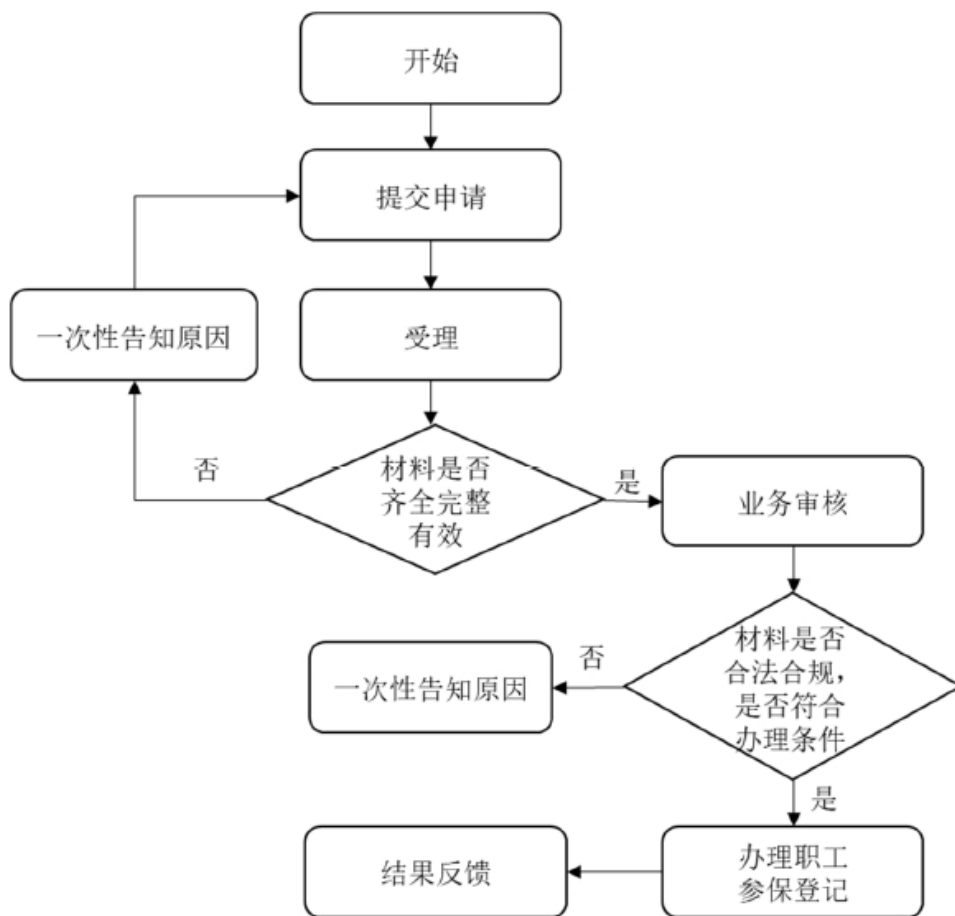 开始
提交申请
一次性告知原因
受理
否
材料是否
齐全完整
有效
是
业务审核
一次性告知原因
否
材料是否
合法合规，
是否符合
办理条件
是
结果反馈
办理职工
参保登记